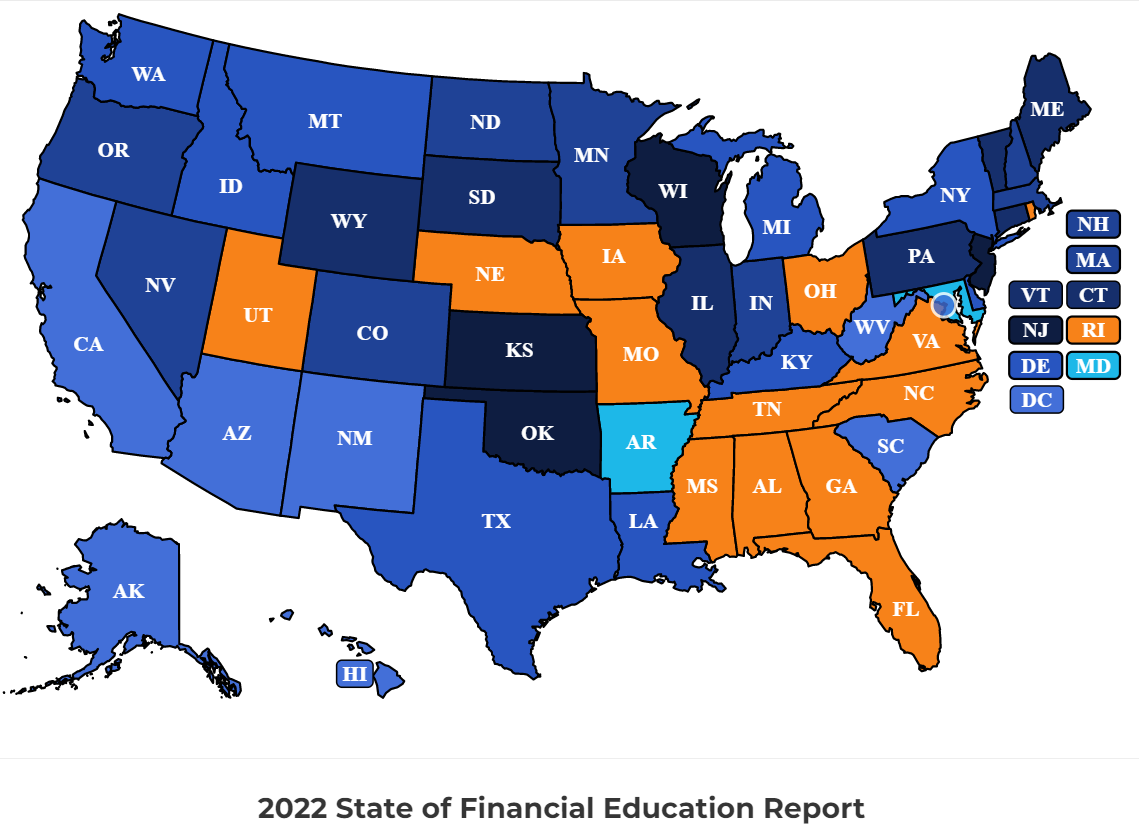 WA
MT
ND
MN
ME
OR
ID
WY
SD
WI
MI
NY
NH
MA
VT
CT
NJ
RI
DE
MD
DC
CA
NV
UT
CO
NE
IA
IL
IN
OH
PA
WV
VA
KS
MO
KY
NC
AZ
NM
OK
AR
TN
SC
TX
LA
MS
AL
GA
FL
AK
HI
2022 State of Financial Education Report